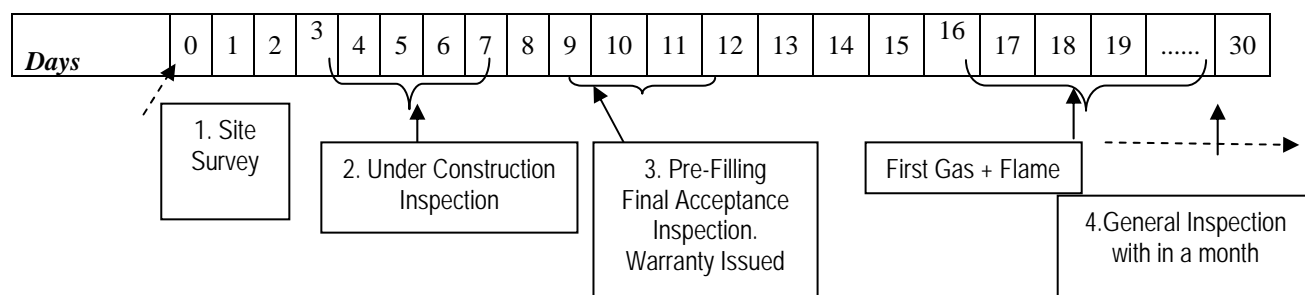 Days 0 1 2 3 4 5 6 7 8 9 10 11 12 13 14 15 16 17 18 19 ...... 30
1. Site
Survey
2. Under Construction
Inspection
3. Pre-Filling
Final Acceptance
Inspection.
Warranty Issued
First Gas + Flame
4.General Inspection
with in a month